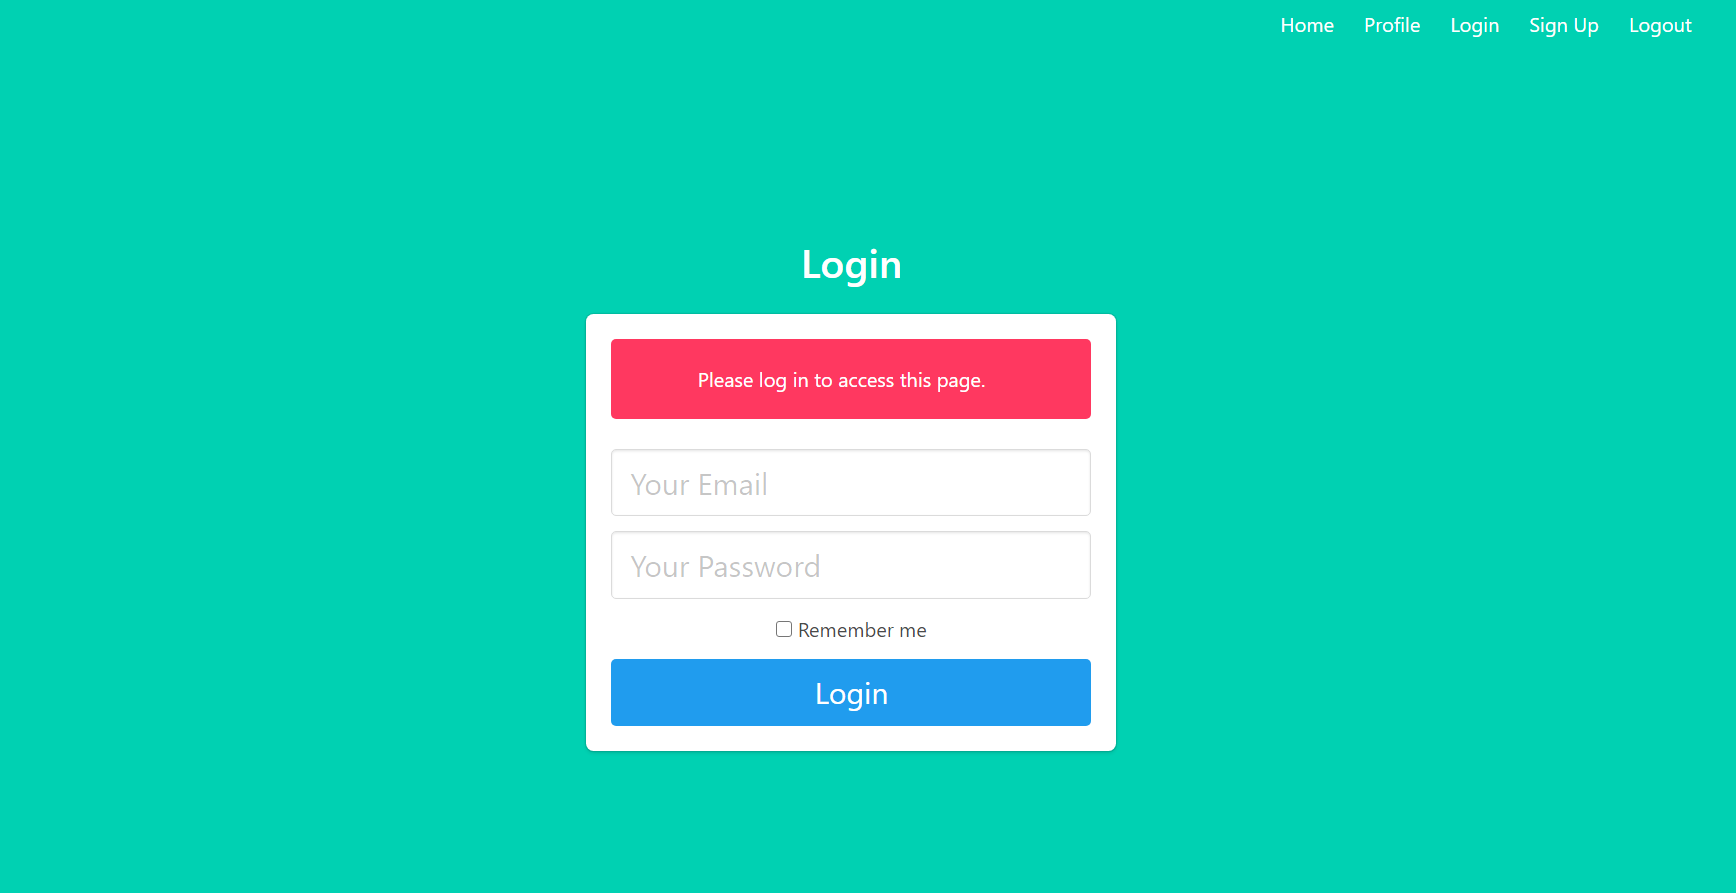 Home Profile Login Sign Up Logout
Login
Please log in to access this page.
Your Email
Your Password
Remember me
Login